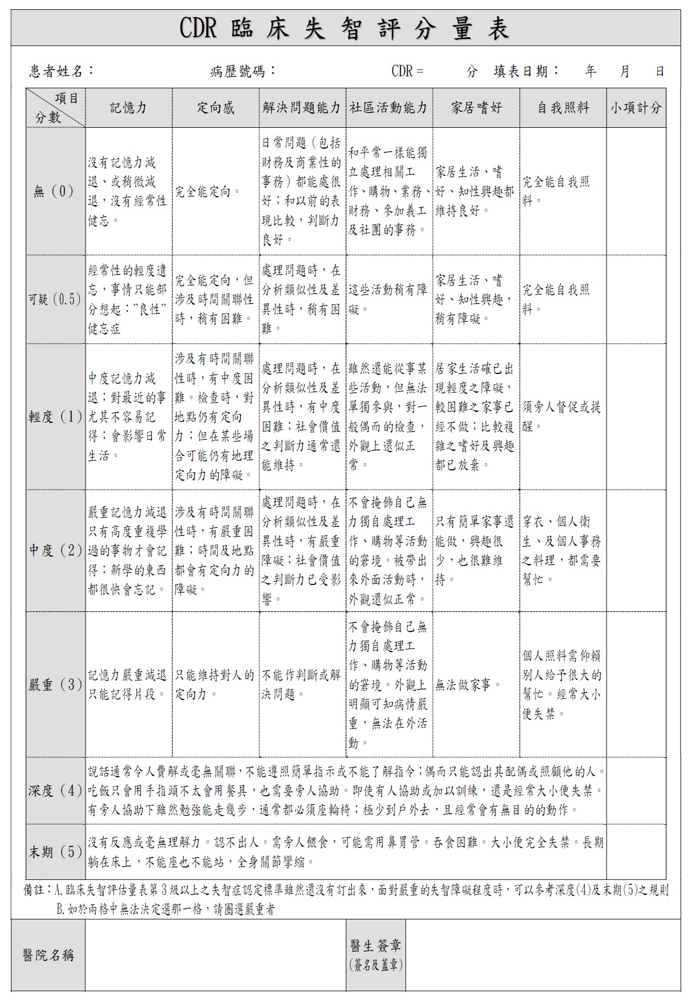 CDR 臨床失智評分量表
患者姓名： 病歷號碼： CDR = 分 填表日期： 年 月 日
項目
分數
記憶力
定向感
解決問題能力
社區活動能力
家居嗜好
自我照料
小項計分
無（0）
沒有記憶力減
退、或稍微減
退，沒有經常性
健忘。
完全能定向。
日常問題（包括
財務及商業性的
事務）都能處很
好；和以前的表
現比較，判斷力
良好。
和平常一樣能獨
立處理相關工
作、購物、業務、
財務、參加義工
及社團的事務。
家居生活、嗜
好、知性興趣都
維持良好。
完全能自我照
料。
可疑（0.5）
經常性的輕度遺
忘，事情只能部
分想起：”良性”
健忘症
完全能定向，但
涉及時間關聯性
時，稍有困難。
處理問題時，在
分析類似性及差
異性時，稍有困
難。
這些活動稍有障
礙。
家居生活、嗜
好、知性興趣，
稍有障礙。
完全能自我照
料。
輕度（1）
中度記憶力減
退；對最近的事
尤其不容易記
得；會影響日常
生活。
涉及有時間關聯
性時，有中度困
難。檢查時，對
地點仍有定向
力；但在某些場
合可能仍有地理
定向力的障礙。
處理問題時，在
分析類似性及差
異性時，有中度
困難；社會價值
之判斷力通常還
能維持。
雖然還能從事某
些活動，但無法
單獨參與，對一
般偶而的檢查，
外觀上還似正
常。
居家生活確已出
現輕度之障礙，
較困難之家事已
經不做；比較複
雜之嗜好及興趣
都已放棄。
須旁人督促或提
醒。
中度（2）
嚴重記憶力減退
只有高度重複學
過的事物才會記
得；新學的東西
都很快會忘記。
涉及有時間關聯
性時，有嚴重困
難；時間及地點
都會有定向力的
障礙。
處理問題時，在
分析類似性及差
異性時，有嚴重
障礙；社會價值
之判斷力已受影
響。
不會掩飾自己無
力獨自處理工
作、購物等活動
的窘境。被帶出
來外面活動時，
外觀還似正常。
只有簡單家事還
能做，興趣很
少，也很難維
持。
穿衣、個人衛
生、及個人事務
之料理，都需要
幫忙。
嚴重（3）
記憶力嚴重減退
只能記得片段。
只能維持對人的
定向力。
不能作判斷或解
決問題。
不會掩飾自己無
力獨自處理工
作、購物等活動
的窘境。外觀上
明顯可知病情嚴
重，無法在外活
動。
無法做家事。
個人照料需仰賴
別人給予很大的
幫忙。經常大小
便失禁。
深度（4）
說話通常令人費解或毫無關聯，不能遵照簡單指示或不能了解指令；偶而只能認出其配偶或照顧他的人。
吃飯只會用手指頭不太會用餐具，也需要旁人協助。即使有人協助或加以訓練，還是經常大小便失禁。
有旁人協助下雖然勉強能走幾步，通常都必須座輪椅；極少到戶外去，且經常會有無目的的動作。
末期（5）
沒有反應或毫無理解力。認不出人。需旁人餵食，可能需用鼻胃管。吞食困難。大小便完全失禁。長期
躺在床上，不能座也不能站，全身關節攣縮。
備註：A.臨床失智評估量表第3級以上之失智症認定標準雖然還沒有訂出來，面對嚴重的失智障礙程度時，可以參考深度(4)及末期(5)之規則
B.如於兩格中無法決定選那一格，請圈選嚴重者
醫院名稱
醫生簽章
（簽名及蓋章）